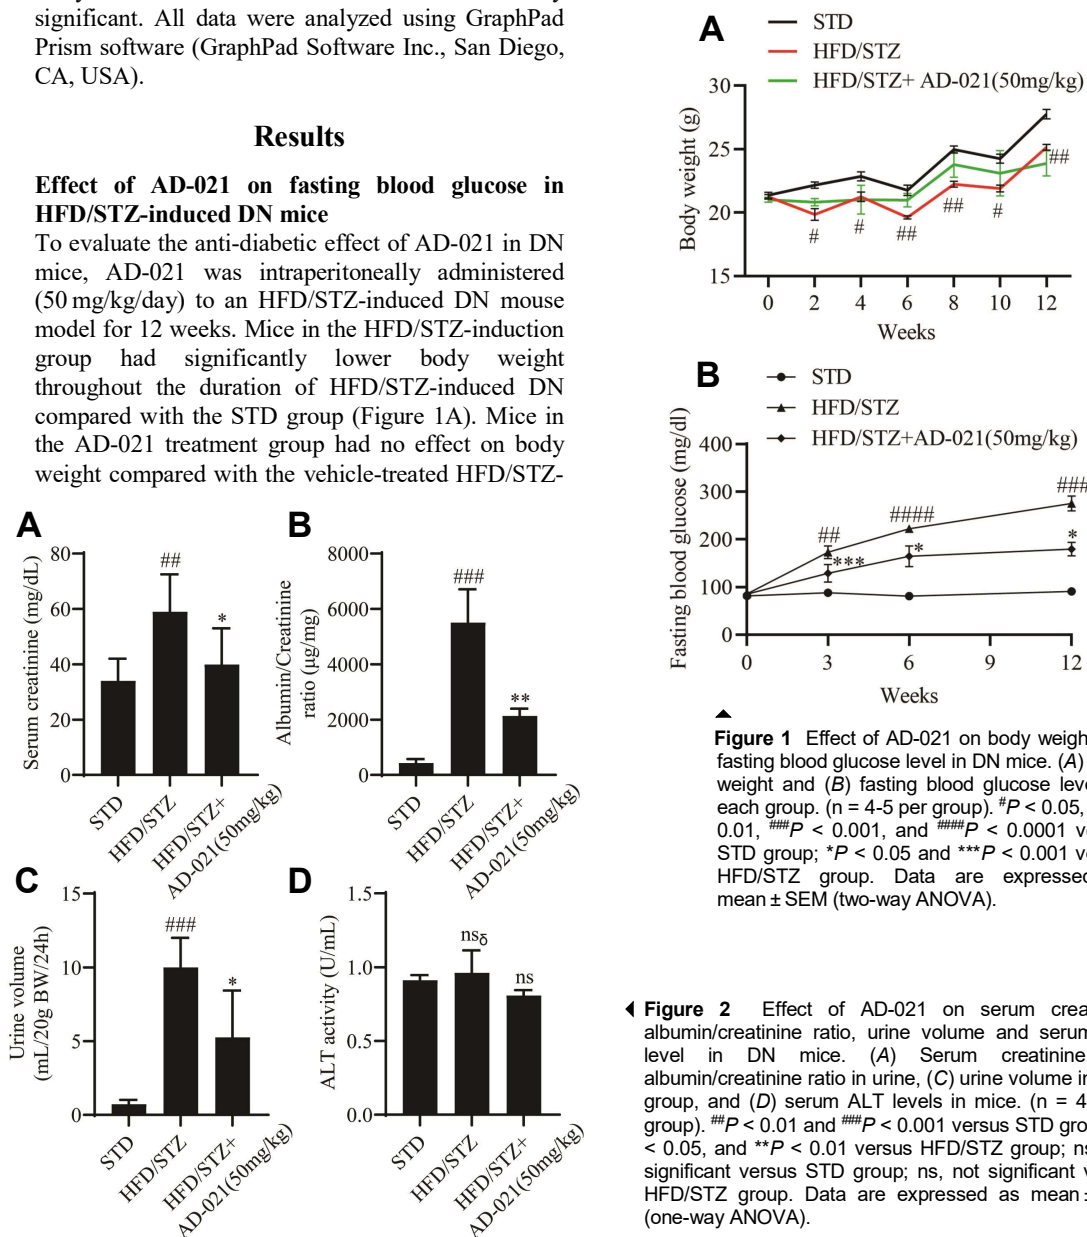 significant. All data were analyzed using GraphPad
Prism software (GraphPad Software Inc., San Diego,
CA, USA).
Results
Effect of AD-021 on fasting blood glucose in
HFD/STZ-induced DN mice
To evaluate the anti-diabetic effect of AD-021 in DN
mice, AD-021 was intraperitoneally administered
(50 mg/kg/day) to an HFD/STZ-induced DN mouse
model for 12 weeks. Mice in the HFD/STZ-induction
group had significantly lower body weight
throughout the duration of HFD/STZ-induced DN
compared with the STD group (Figure 1A). Mice in
the AD-021 treatment group had no effect on body
weight compared with the vehicle-treated HFD/STZ-
A
STD
HFD/STZ
HFD/STZ+ AD-021(50mg/kg)
Body weight (g)
30
25
20
15
# # ## ## # ##
0 2 4 6 8 10 12
Weeks
B
STD
HFD/STZ
HFD/STZ+AD-021(50mg/kg)
Fasting blood glucose (mg/dl)
400
300
200
100
0
## #### ###
*** * *
0 3 6 9 12
Weeks
Figure 1 Effect of AD-021 on body weigh
fasting blood glucose level in DN mice. (A)
weight and (B) fasting blood glucose leve
each group. (n = 4-5 per group). #P < 0.05,
0.01, ###P < 0.001, and ####P < 0.0001 v
STD group; *P < 0.05 and ***P < 0.001 ve
HFD/STZ group. Data are expressed
mean ± SEM (two-way ANOVA).
A
Serum creatinine (mg/dL)
80
60
40
20
0
## *
STD
HFD/STZ
HFD/STZ+
AD-021(50mg/kg)
B
Albumin/Creatinine
ratio (μg/mg)
8000
6000
4000
2000
0
### **
STD
HFD/STZ
HFD/STZ+
AD-021(50mg/kg)
C
Urine volume
(mL/20g BW/24h)
15
10
5
0
### *
STD
HFD/STZ
HFD/STZ+
AD-021(50mg/kg)
D
ALT activity (U/mL)
1.5
1.0
0.5
0.0
nsδ ns
STD
HFD/STZ
HFD/STZ+
AD-021(50mg/kg)
Figure 2 Effect of AD-021 on serum crea
albumin/creatinine ratio, urine volume and serum
level in DN mice. (A) Serum creatinine
albumin/creatinine ratio in urine, (C) urine volume in
group, and (D) serum ALT levels in mice. (n = 4
group). ##P < 0.01 and ###P < 0.001 versus STD gro
< 0.05, and **P < 0.01 versus HFD/STZ group; ns
significant versus STD group; ns, not significant v
HFD/STZ group. Data are expressed as mean ±
(one-way ANOVA).